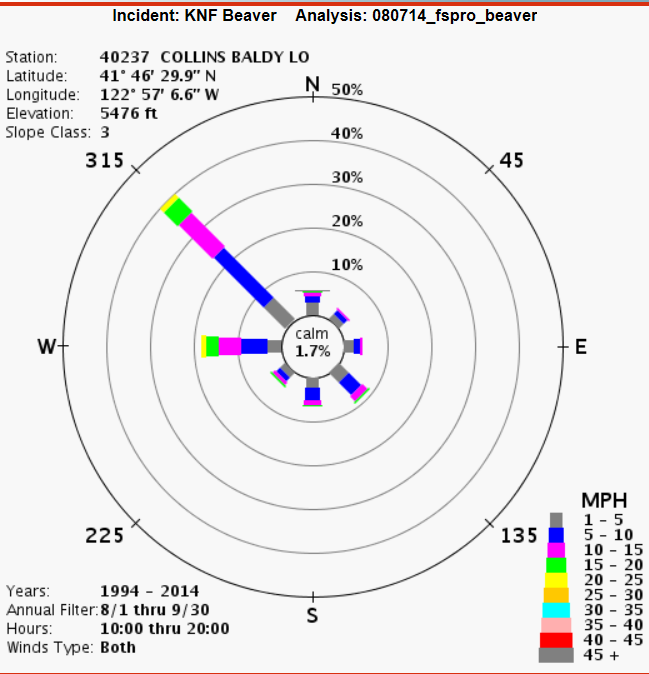 Incident: KNF Beaver    Analysis: 080714_fspro_beaver
Station: 40237 COLLINS BALDY LO
Latitude: 41° 46′ 29.9″ N
Longitude: 122° 57′ 6.6″ W
Elevation: 5476 ft
Slope Class: 3
N
50%
40%
30%
20%
10%
315
45
W
calm
1.7%
E
225
135
S
MPH
1 - 5
5 - 10
10 - 15
15 - 20
20 - 25
25 - 30
30 - 35
35 - 40
40 - 45
45 +
Years: 1994 - 2014
Annual Filter: 8/1 thru 9/30
Hours: 10:00 thru 20:00
Winds Type: Both